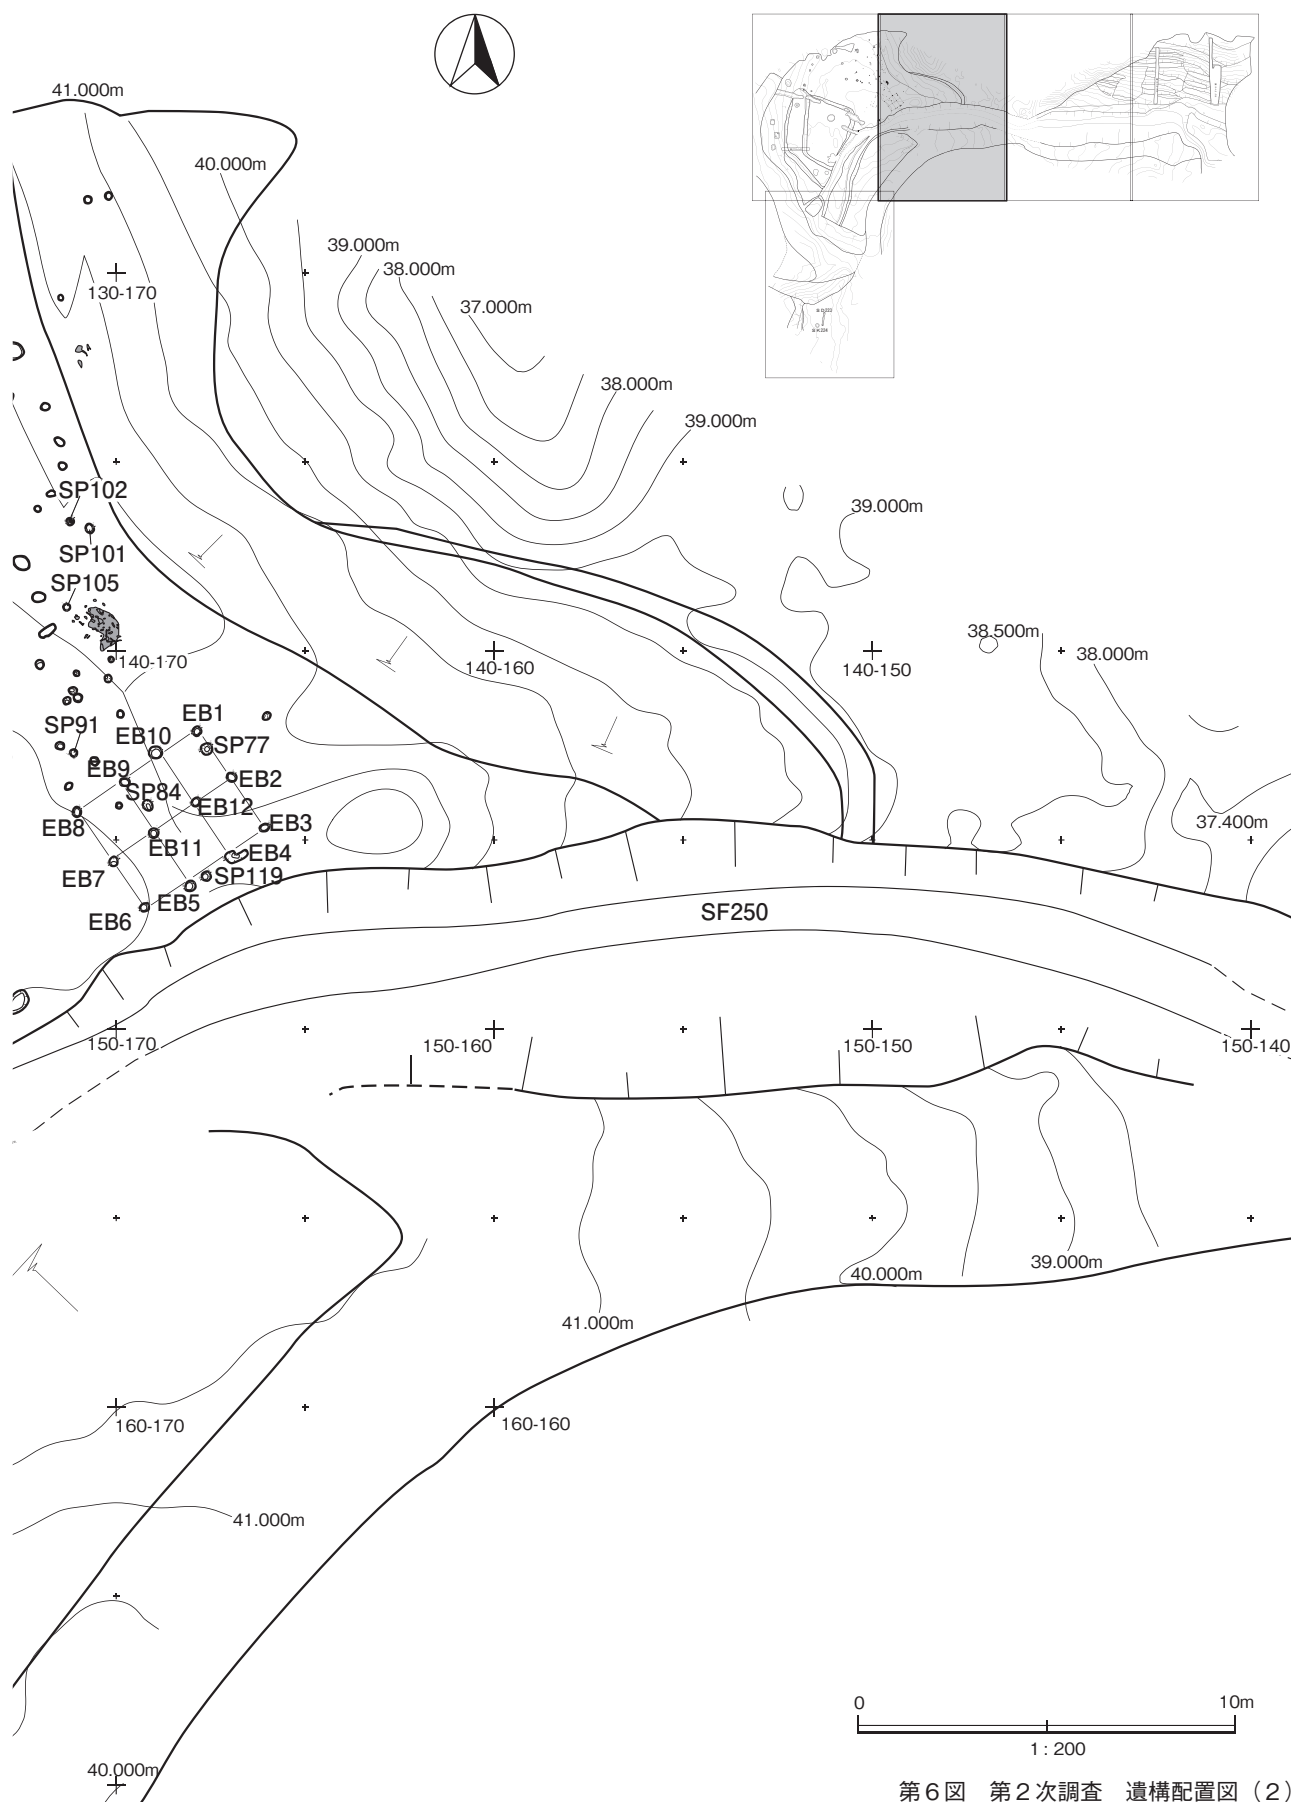 41.000m
40.000m
39.000m
38.000m
37.000m
130-170
38.000m
39.000m
SP102
39.000m
SP101
SP105
38.500m
140-170
140-160
140-150
38.000m
EB1
SP91
EB10
SP77
EB9
EB2
SP84
EB12
EB8
EB3
37.400m
EB11
EB4
EB7
SP119
EB5
EB6
SF250
150-170
150-160
150-150
150-140
39.000m
40.000m
41.000m
160-170
160-160
41.000m
40.000m
0
10m
1 : 200
第6図 第2次調査 遺構配置図（2）